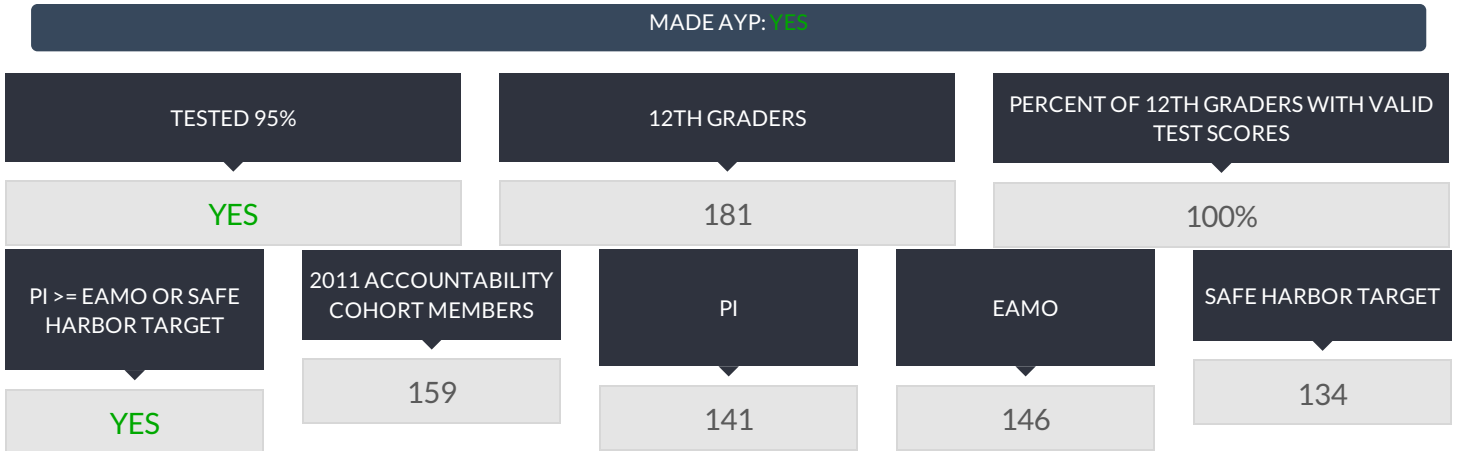 MADE AYP: YES
TESTED 95%
YES
12TH GRADERS
181
PERCENT OF 12TH GRADERS WITH VALID
TEST SCORES
100%
PI >= EAMO OR SAFE
HARBOR TARGET
YES
2011 ACCOUNTABILITY
COHORT MEMBERS
159
PI
141
EAMO
146
SAFE HARBOR TARGET
134